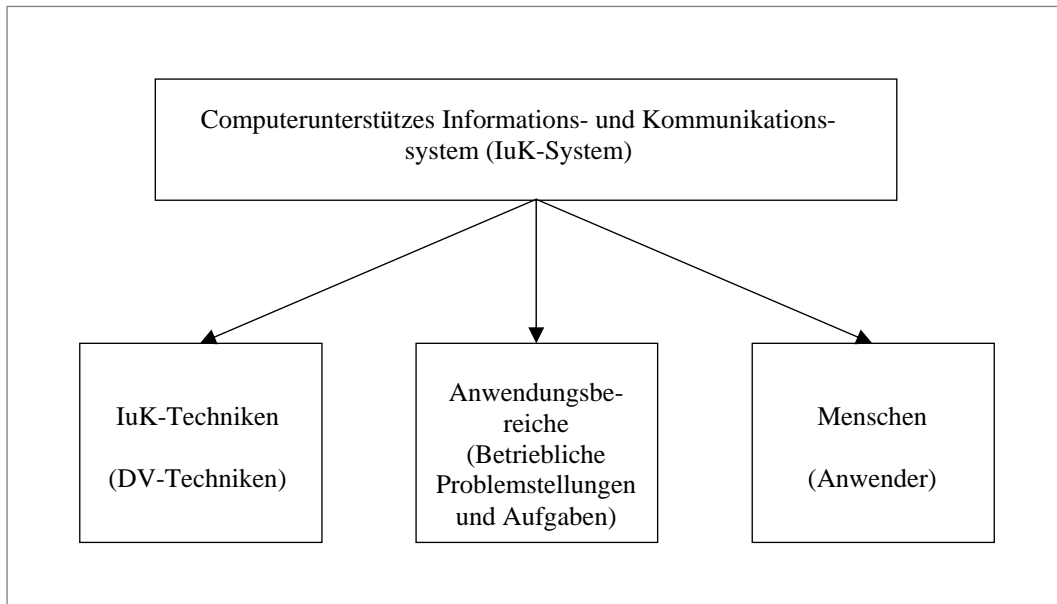 Computerunterstützes Informations- und Kommunikations-
system (IuK-System)
IuK-Techniken
(DV-Techniken)
Anwendungsbe-
reiche
(Betriebliche
Problemstellungen
und Aufgaben)
Menschen
(Anwender)